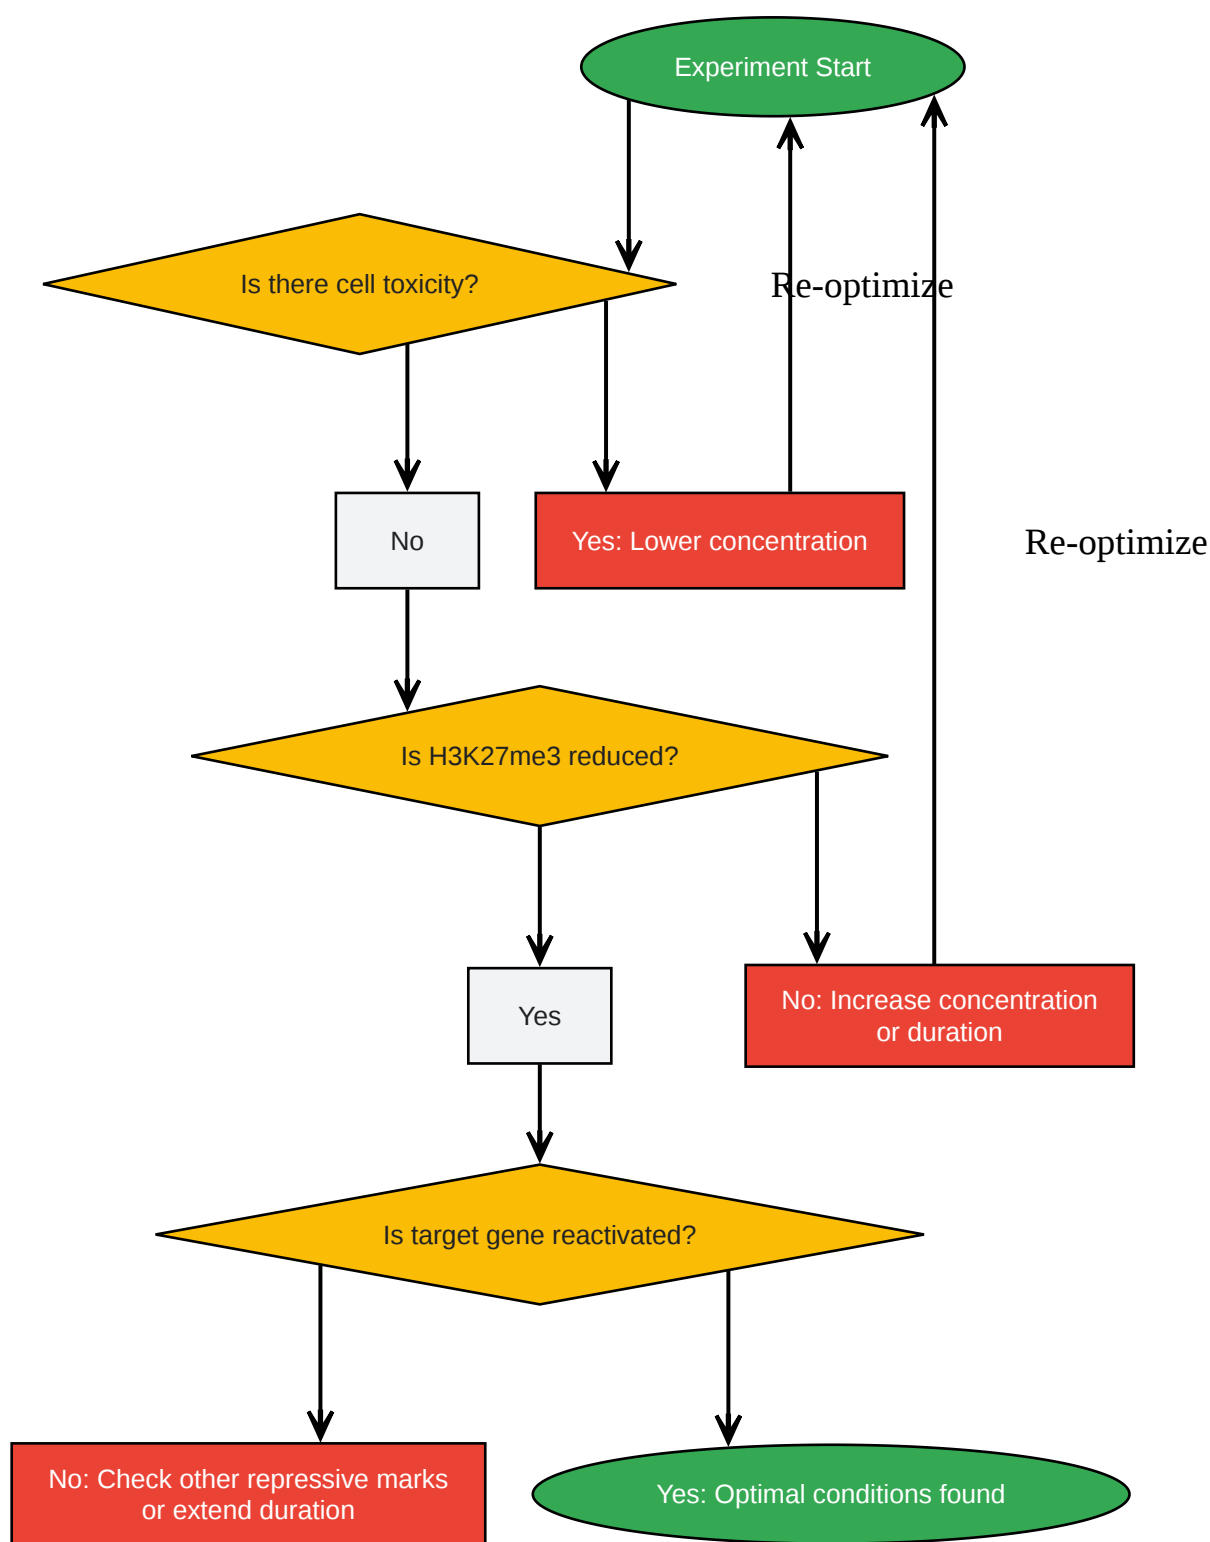 Experiment Start
Is there cell toxicity?
Re-optimize
No
Yes: Lower concentration
Re-optimize
Is H3K27me3 reduced?
Yes
No: Increase concentration
or duration
Is target gene reactivated?
No: Check other repressive marks
or extend duration
Yes: Optimal conditions found